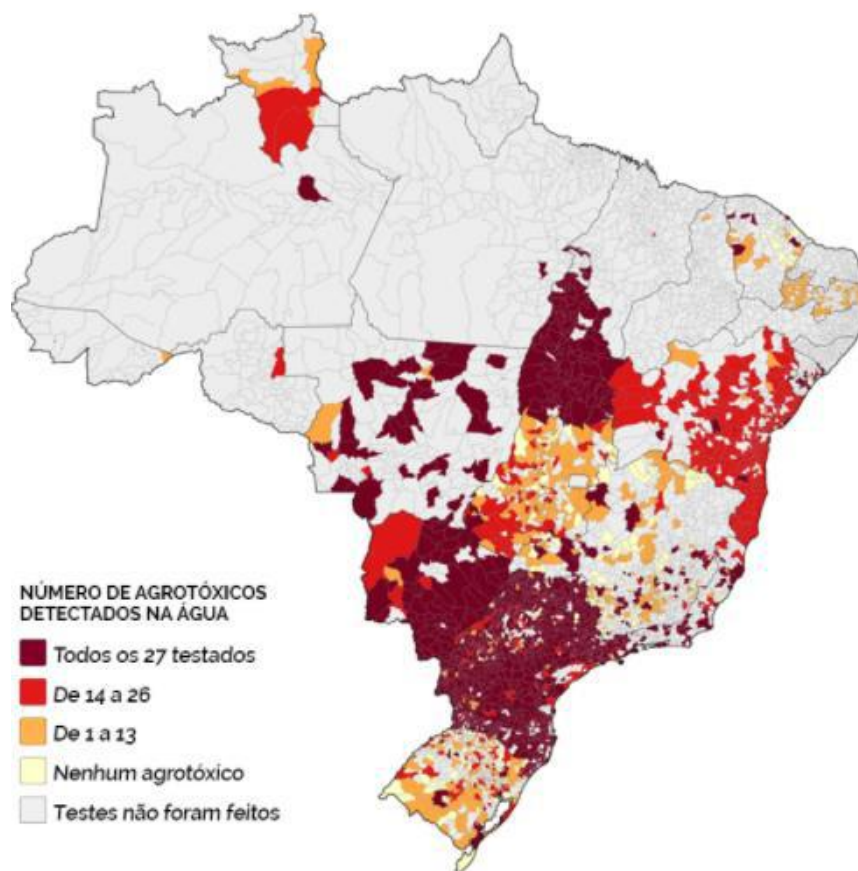 NÚMERO DE AGROTÓXICOS
DETECTADOS NA ÁGUA
Todos os 27 testados
De 14 a 26
De 1 a 13
Nenhum agrotóxico
Testes não foram feitos